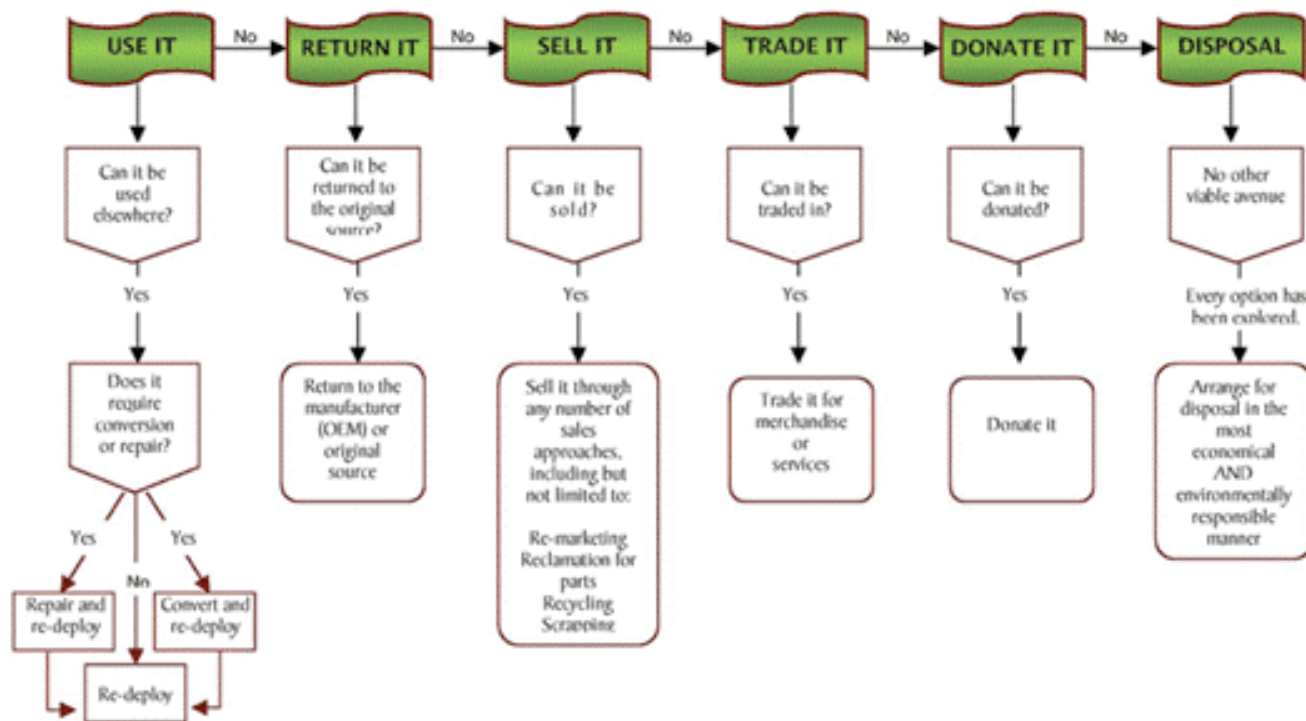 USE IT
No
RETURN IT
No
SELL IT
No
TRADE IT
No
DONATE IT
No
DISPOSAL
Can it be
used
elsewhere?
Can it be
returned to
the original
source?
Can it be
sold?
Can it be
traded in?
Can it be
donated?
No other
viable avenue
Yes
Yes
Yes
Yes
Yes
Every option has
been explored.
Does it
require
conversion
or repair?
Return to the
manufacturer
(OEM) or
original
source
Sell it through
any number of
sales
approaches,
including but
not limited to:
Re-marketing
Reclamation for
parts
Recycling
Scrapping
Trade it for
merchandise
or
services
Donate it
Arrange for
disposal in the
most
economical
AND
environmentally
responsible
manner
Yes
No
Yes
Repair and
re-deploy
Convert and
re-deploy
Re-deploy